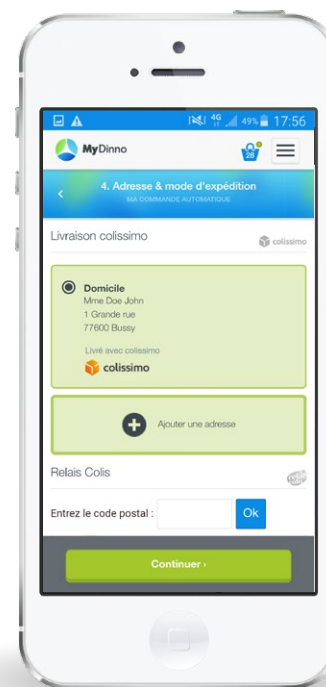 4G 49% 17:56
MyDinno
28
4. Adresse & mode d'expédition
MA COMMANDE AUTOMATIQUE
Livraison colissimo
colissimo
Domicile
Mme Doe John
1 Grande rue
77600 Bussy
Livré avec colissimo
colissimo
Ajouter une adresse
Relais Colis
Entrez le code postal :
Ok
Continuer ›